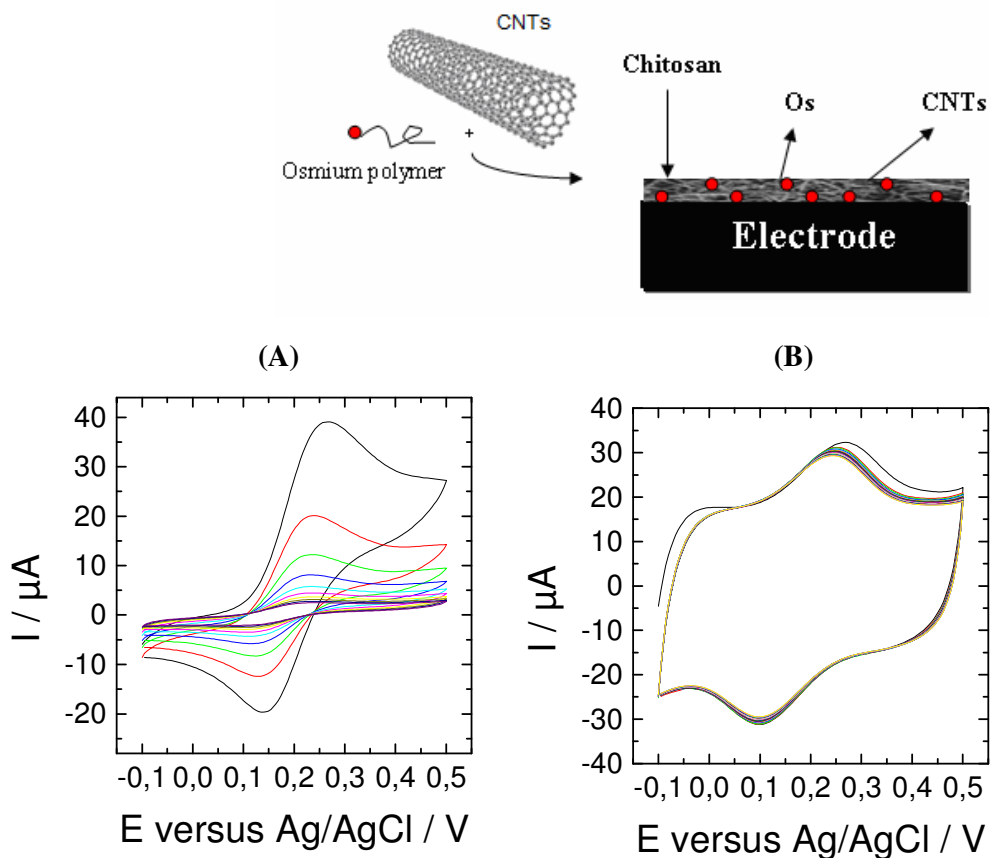 CNTs
Chitosan
Os
CNTs
+
Osmium polymer
Electrode
(A)
(B)
40
30
20
10
0
-10
-20
I / µA
-0,1 0,0 0,1 0,2 0,3 0,4 0,5
E versus Ag/AgCl / V
40
30
20
10
0
-10
-20
-30
-40
I / µA
-0,1 0,0 0,1 0,2 0,3 0,4 0,5
E versus Ag/AgCl / V